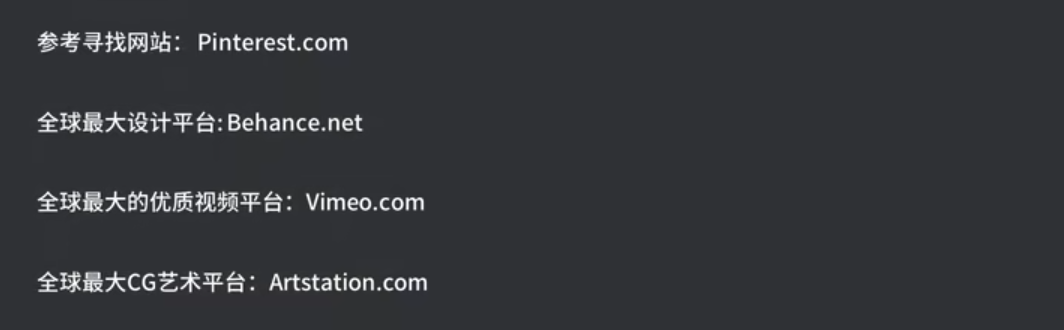 参考寻找网站：Pinterest.com
全球最大设计平台:Behance.net
全球最大的优质视频平台：Vimeo.com
全球最大CG艺术平台：Artstation.com